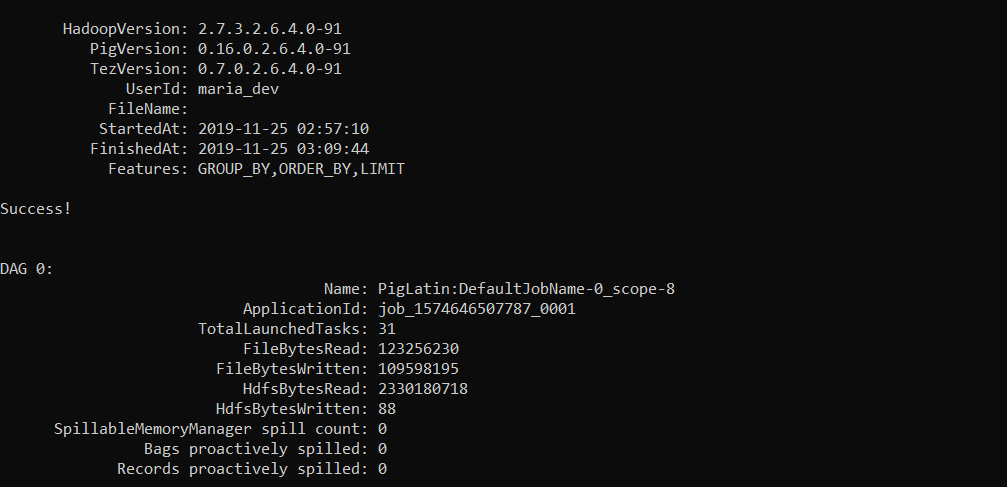 HadoopVersion: 2.7.3.2.6.4.0-91
PigVersion: 0.16.0.2.6.4.0-91
TezVersion: 0.7.0.2.6.4.0-91
UserId: maria_dev
FileName:
StartedAt: 2019-11-25 02:57:10
FinishedAt: 2019-11-25 03:09:44
Features: GROUP_BY,ORDER_BY,LIMIT
Success!
DAG 0:
Name: PigLatin:DefaultJobName-0_scope-8
ApplicationId: job_1574646507787_0001
TotalLaunchedTasks: 31
FileBytesRead: 123256230
FileBytesWritten: 109598195
HdfsBytesRead: 2330180718
HdfsBytesWritten: 88
SpillableMemoryManager spill count: 0
Bags proactively spilled: 0
Records proactively spilled: 0